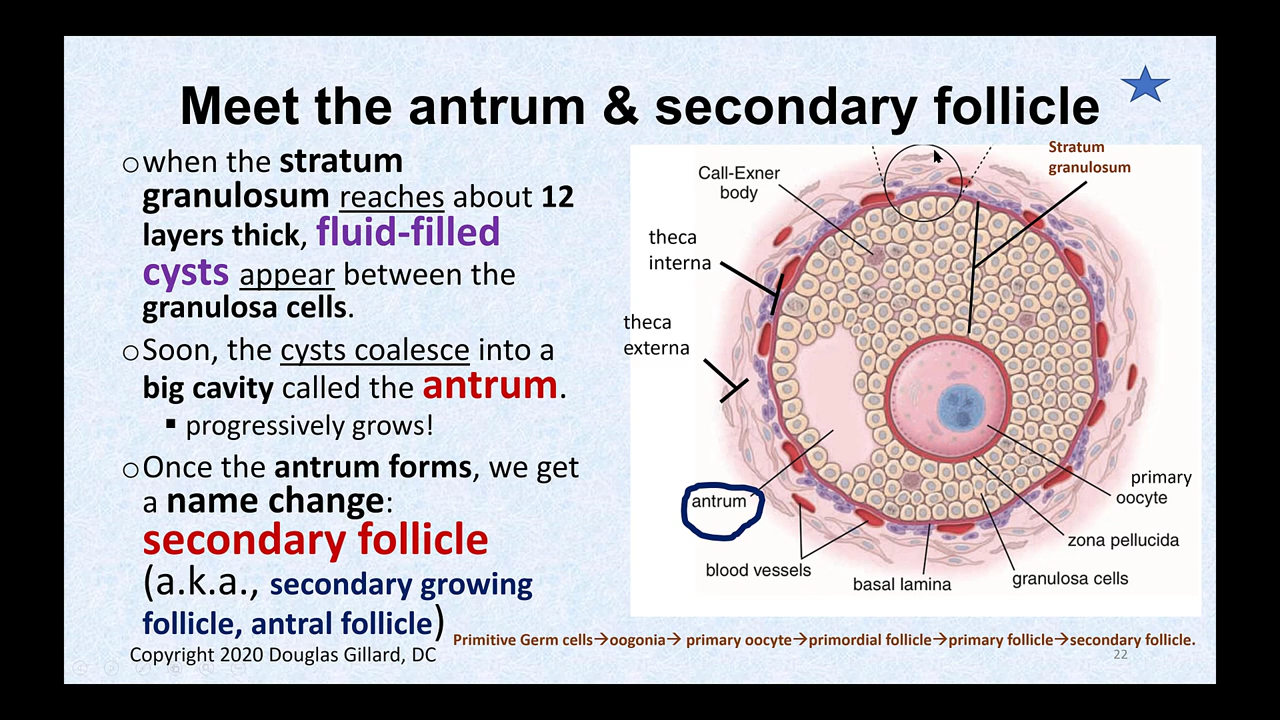 Meet the antrum & secondary follicle
○when the stratum
granulosum reaches about 12
layers thick, fluid-filled
cysts appear between the
granulosa cells.
○Soon, the cysts coalesce into a
big cavity called the antrum.
▪ progressively grows!
○Once the antrum forms, we get
a name change:
secondary follicle
(a.k.a., secondary growing
follicle, antral follicle)
Stratum
granulosum
Call-Exner
body
theca
interna
theca
externa
antrum
blood vessels
basal lamina
granulosa cells
zona pellucida
primary
oocyte
Primitive Germ cells→oogonia→ primary oocyte→primordial follicle→primary follicle→secondary follicle.
Copyright 2020 Douglas Gillard, DC
22